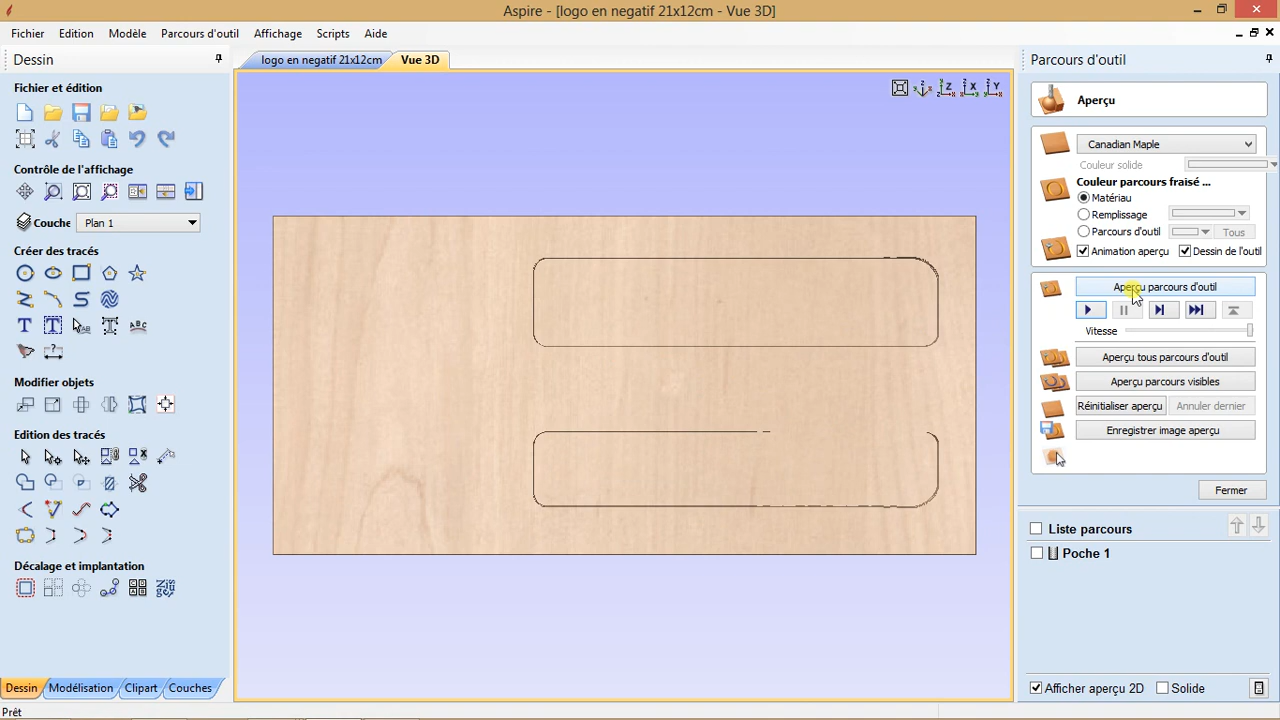 Aspire - [logo en negatif 21x12cm - Vue 3D]
Fichier Edition Modèle Parcours d'outil Affichage Scripts Aide
Dessin
Fichier et édition
Contrôle de l'affichage
Couche Plan 1
Créer des tracés
Modifier objets
Edition des tracés
Décalage et implantation
Dessin Modélisation Clipart Couches
Prêt
logo en negatif 21x12cm Vue 3D
Parcours d'outil
Aperçu
Canadian Maple
Couleur solide
Couleur parcours fraisé ...
Matériau
Remplissage
Parcours d'outil Tous
Animation aperçu Dessin de l'outil
Aperçu parcours d'outil
Vitesse
Aperçu tous parcours d'outil
Aperçu parcours visibles
Réinitialiser aperçu Annuler dernier
Enregistrer image aperçu
Fermer
Liste parcours
Poche 1
Afficher aperçu 2D Solide